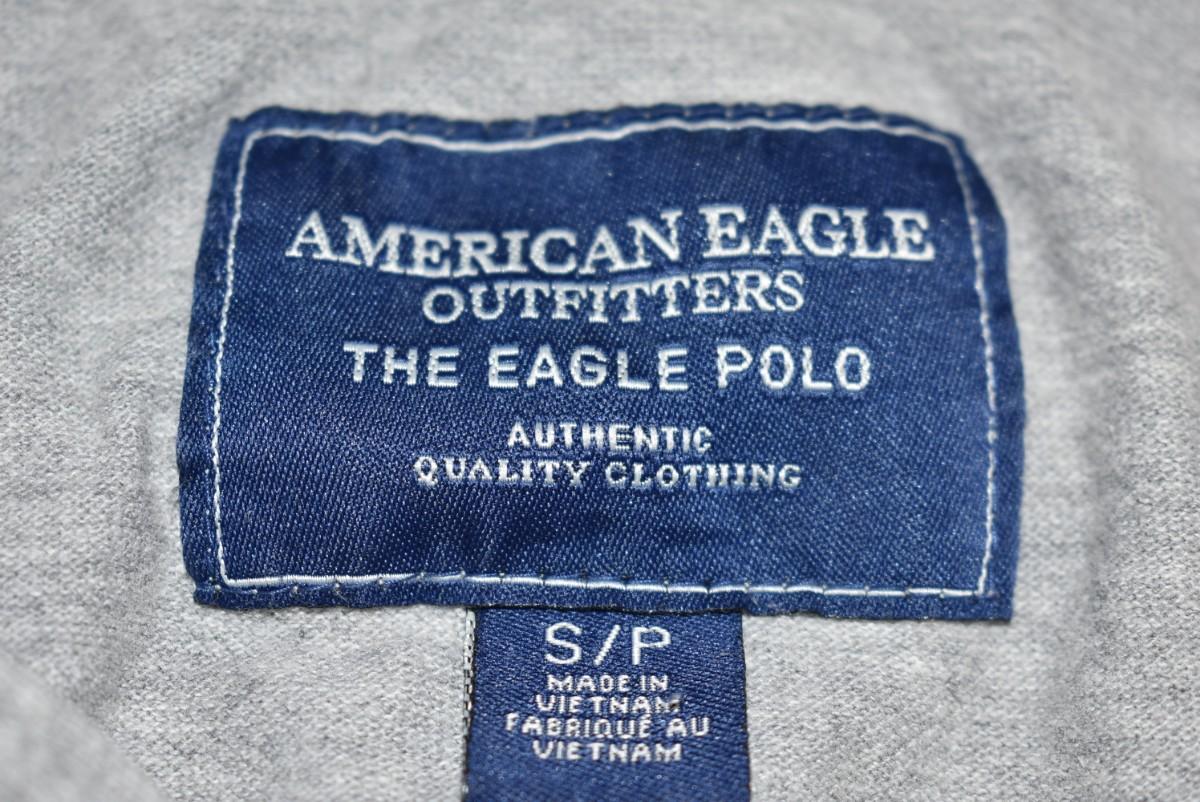 AMERICAN EAGLE
OUTFITTERS
THE EAGLE POLO
AUTHENTIC
QUALITY CLOTHING
S/P
MADE IN
VIETNAM
FABRIQUÉ AU
VIETNAM